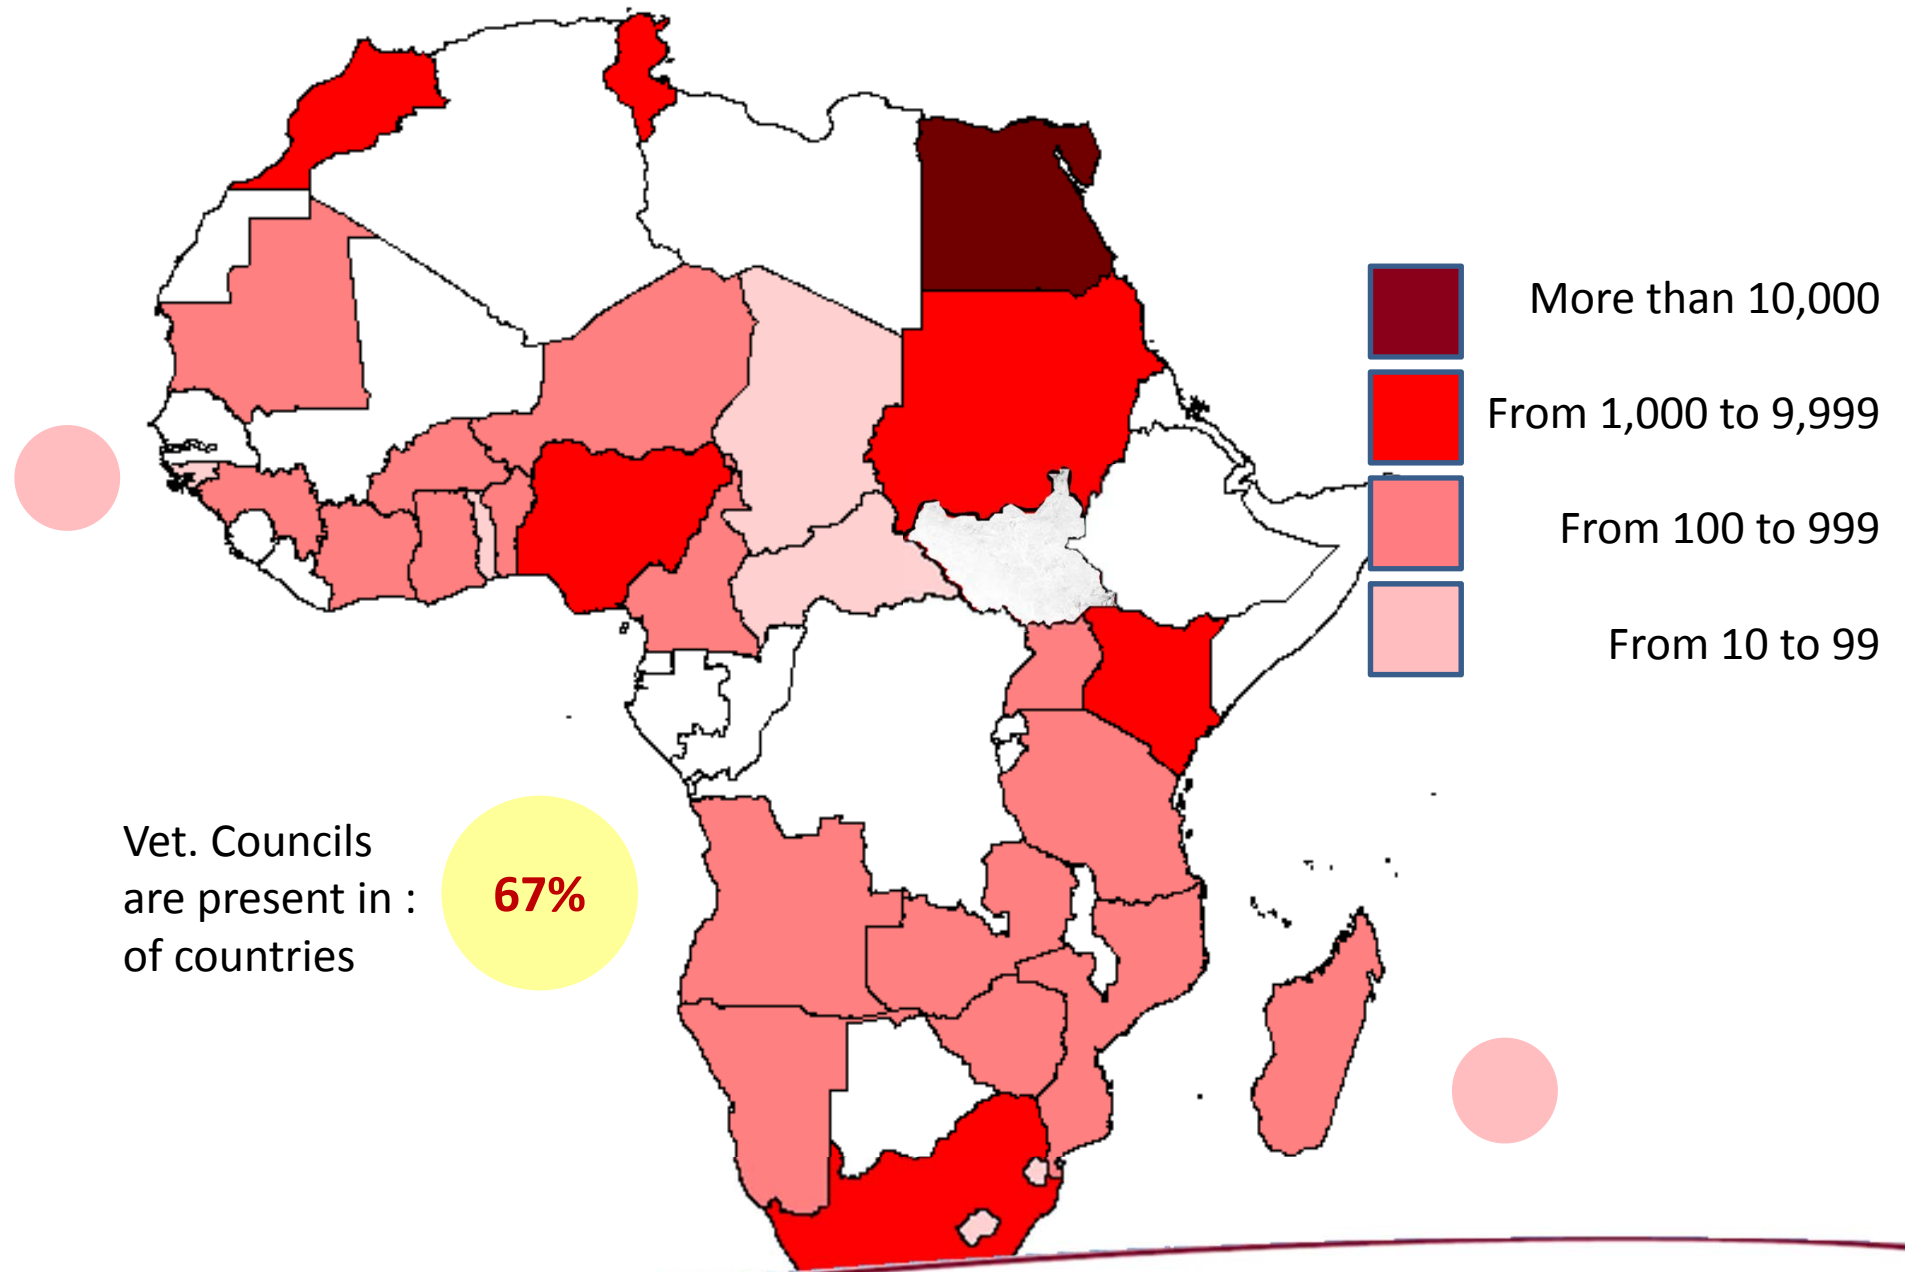 More than 10,000
From 1,000 to 9,999
From 100 to 999
From 10 to 99
Vet. Councils
are present in :
of countries
67%